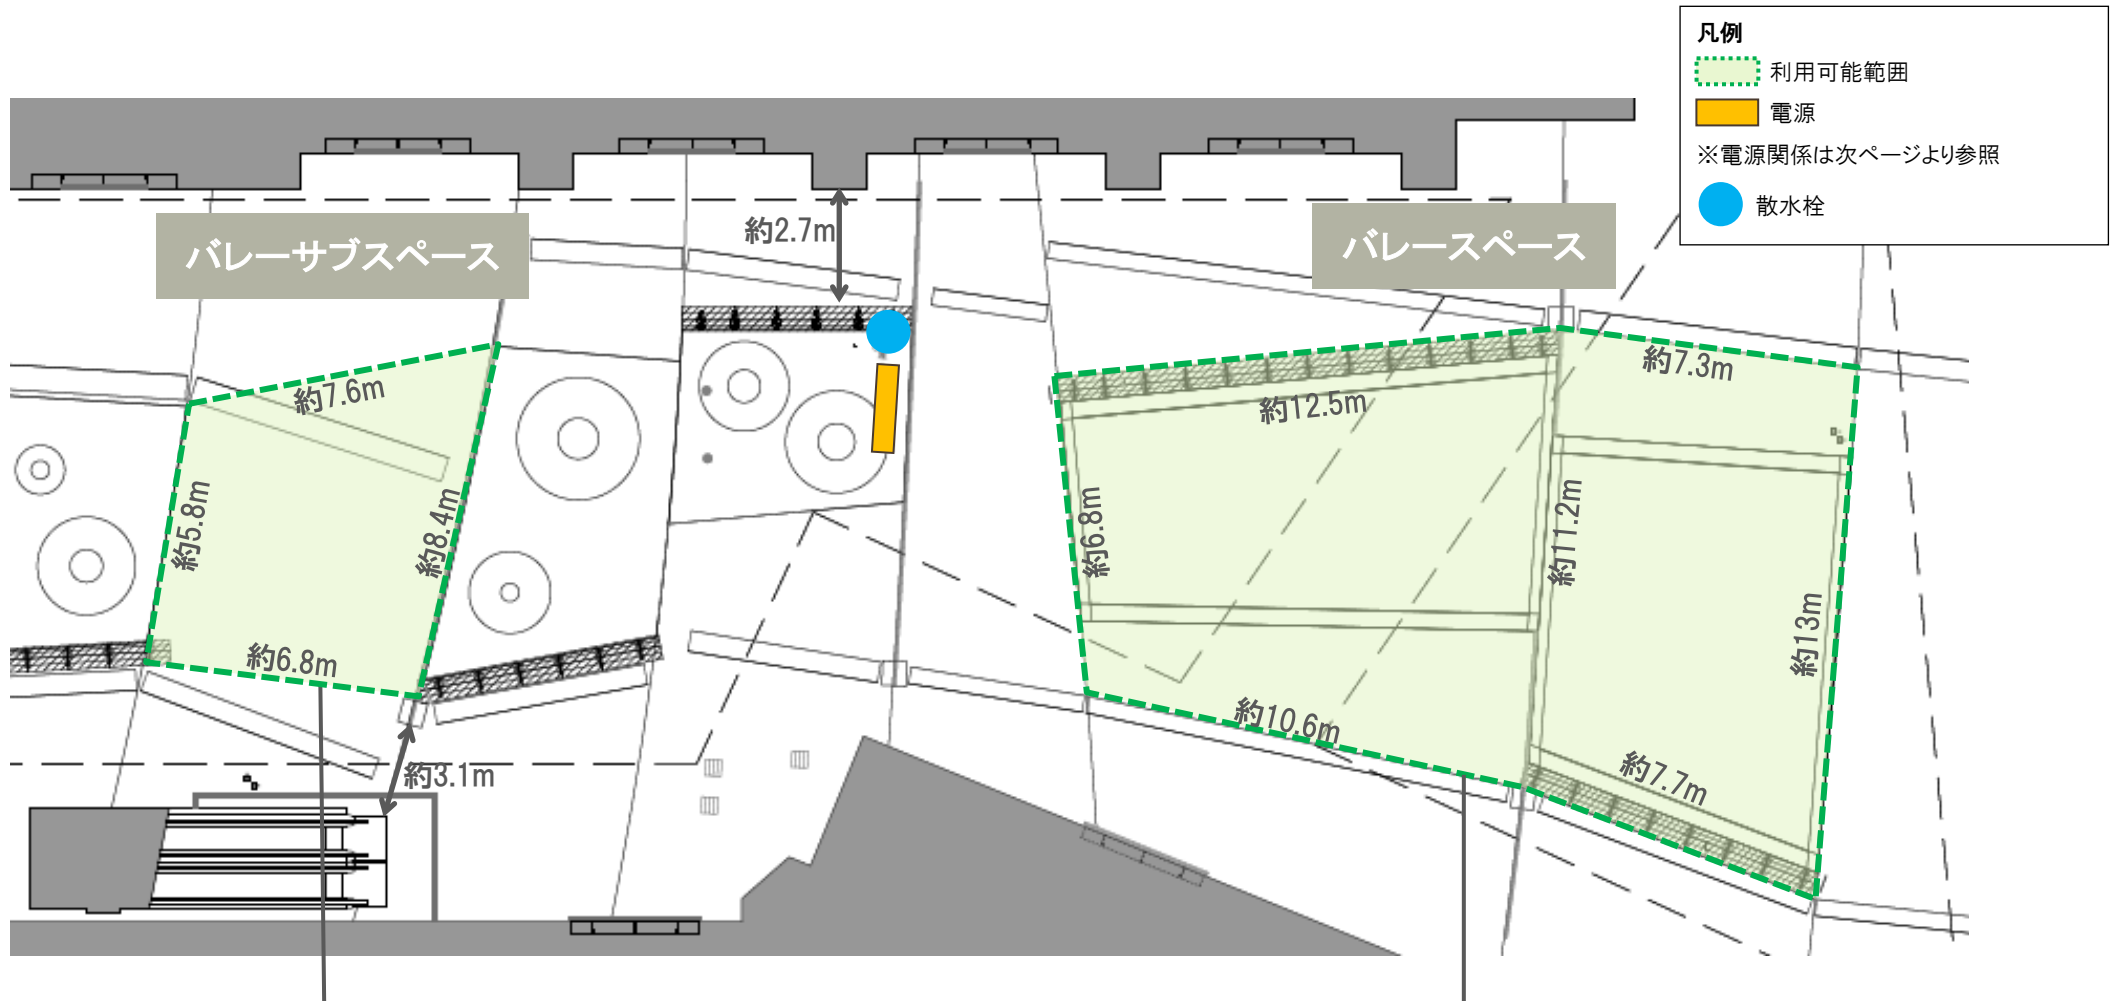 凡例
利用可能範囲
電源
※電源関係は次ページより参照
散水栓
バレーサブスペース
約2.7m
バレースペース
約7.6m
約5.8m
約8.4m
約6.8m
約3.1m
約12.5m
約7.3m
約6.8m
約11.2m
約13m
約10.6m
約7.7m